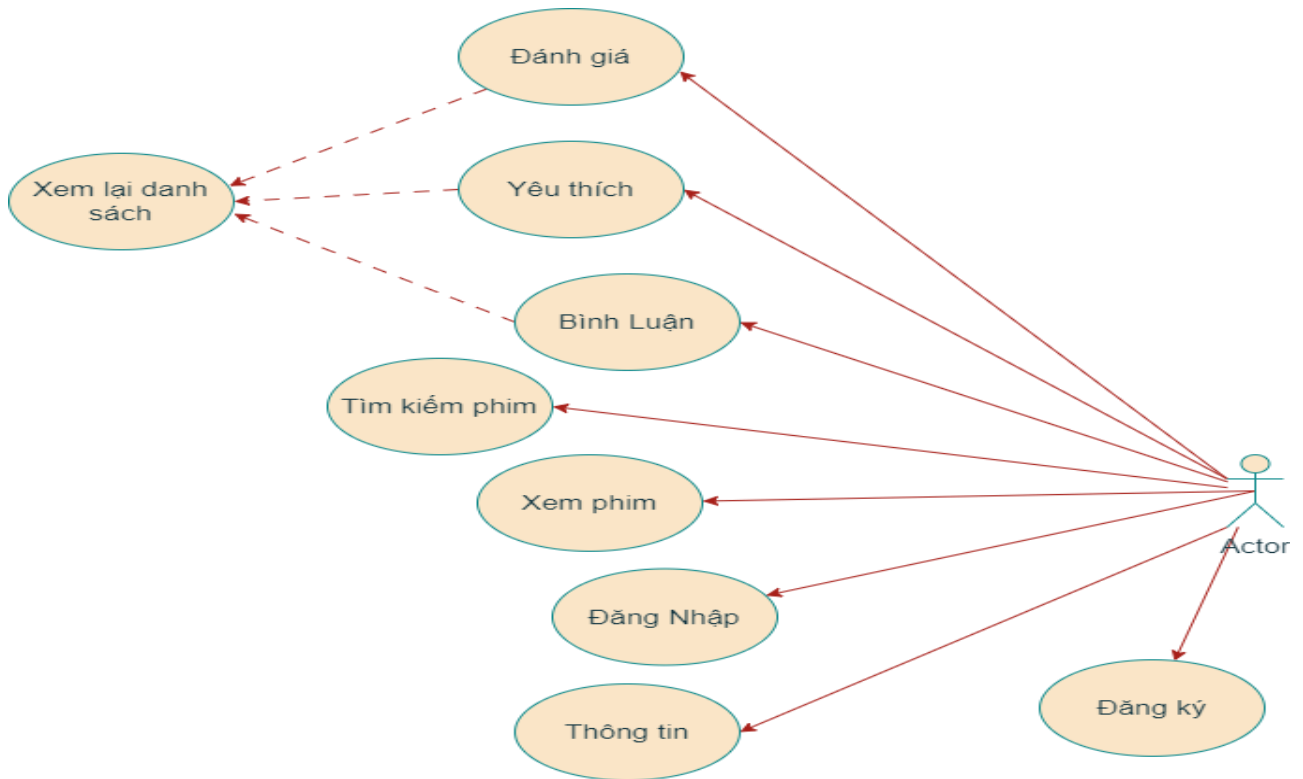 Đánh giá
Xem lại danh
sách
Yêu thích
Bình Luận
Tìm kiếm phim
Xem phim
Actor
Đăng Nhập
Thông tin
Đăng ký